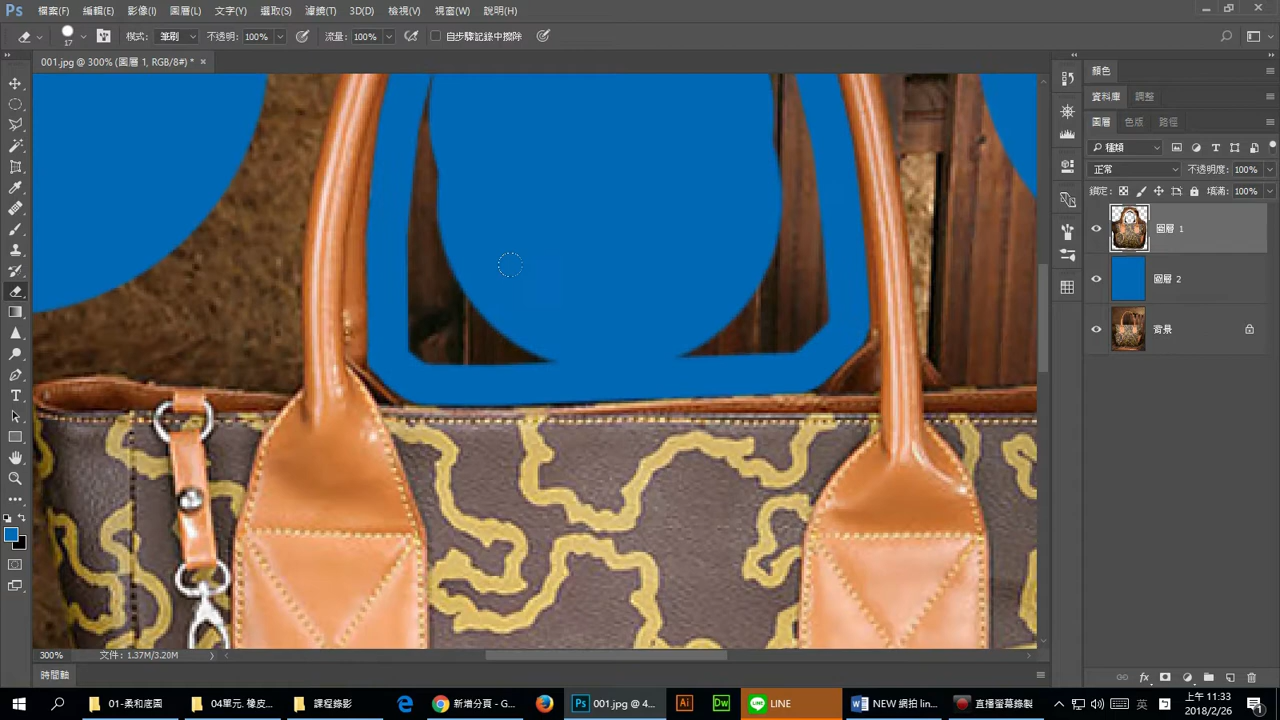 Ps 檔案(F) 編輯(E) 影像(I) 圖層(L) 文字(Y) 選取(S) 濾鏡(T) 3D(D) 檢視(V) 視窗(W) 說明(H)
17 模式: 筆刷 不透明: 100% 流量: 100% 自步驟記錄中擦除
001.jpg @ 300% (圖層 1, RGB/8#) * ×
顏色
資料庫 調整
圖層 色版 路徑
種類
正常 不透明度: 100%
鎖定: 填滿: 100%
圖層 1
圖層 2
背景
300% 文件: 1.37M/3.20M
時間軸
01-柔柜底圖 04單元. 橡皮... 課程錄影 新增分頁 - G... Ps 001.jpg @ 4... Ai Dw LINE NEW 網拍 lin... 直播螢幕錄製 英 上午 11:33
2018/2/26